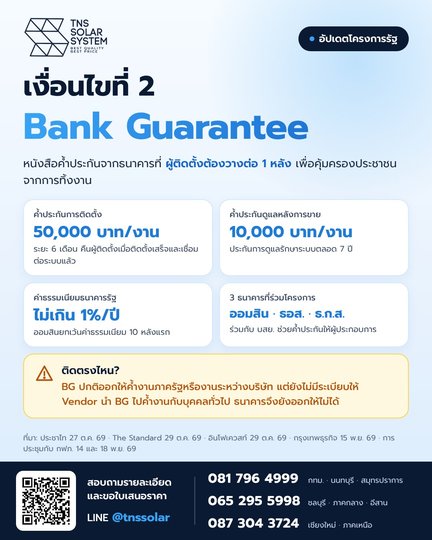 TNS
SOLAR
SYSTEM
BEST QUALITY
BEST PRICE
อัปเดตโครงการรัฐ
เงื่อนไขที่ 2
Bank Guarantee
หนังสือค้ำประกันจากธนาคารที่ ผู้ติดตั้งต้องวางต่อ 1 หลัง เพื่อคุ้มครองประชาชน
จากการทิ้งงาน
ค้ำประกันการติดตั้ง
50,000 บาท/งาน
ระยะ 6 เดือน คืนผู้ติดตั้งเมื่อติดตั้งเสร็จและเชื่อม
ต่อระบบแล้ว
ค้ำประกันดูแลหลังการขาย
10,000 บาท/งาน
ประกันการดูแลรักษาระบบตลอด 7 ปี
ค่าธรรมเนียมธนาคารรัฐ
ไม่เกิน 1%/ปี
ออมสินยกเว้นค่าธรรมเนียม 10 หลังแรก
3 ธนาคารที่ร่วมโครงการ
ออมสิน · ธอส. · ธ.ก.ส.
ร่วมกับ บสย. ช่วยค้ำประกันให้ผู้ประกอบการ
ติดตรงไหน?
BG ปกติออกให้ค้ำงานภาครัฐหรืองานระหว่างบริษัท แต่ยังไม่มีระเบียบให้
Vendor นำ BG ไปค้ำงานกับบุคคลทั่วไป ธนาคารจึงยังออกให้ไม่ได้
ที่มา: ประชาไท 27 ต.ค. 69 · The Standard 29 ต.ค. 69 · อินโฟเควสท์ 29 ต.ค. 69 · กรุงเทพธุรกิจ 15 พ.ย. 69 · การ
ประชุมกับ กฟภ. 14 และ 18 พ.ย. 69
สอบถามรายละเอียด
และขอใบเสนอราคา
LINE @tnssolar
081 796 4999 กทม. · นนทบุรี · สมุทรปราการ
065 295 5998 ชลบุรี · ภาคกลาง · อีสาน
087 304 3724 เชียงใหม่ · ภาคเหนือ